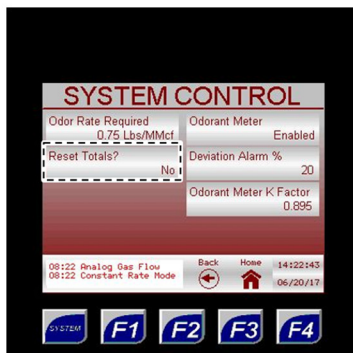 SYSTEM CONTROL
Odor Rate Required
0.75 Lbs/MMcf
Odorant Meter
Enabled
Reset Totals?
No
Deviation Alarm %
20
Odorant Meter K Factor
0.895
08:22 Analog Gas Flow
08:22 Constant Rate Mode
Back
Home
14:22:43
06/20/17
SYSTEM
F1
F2
F3
F4